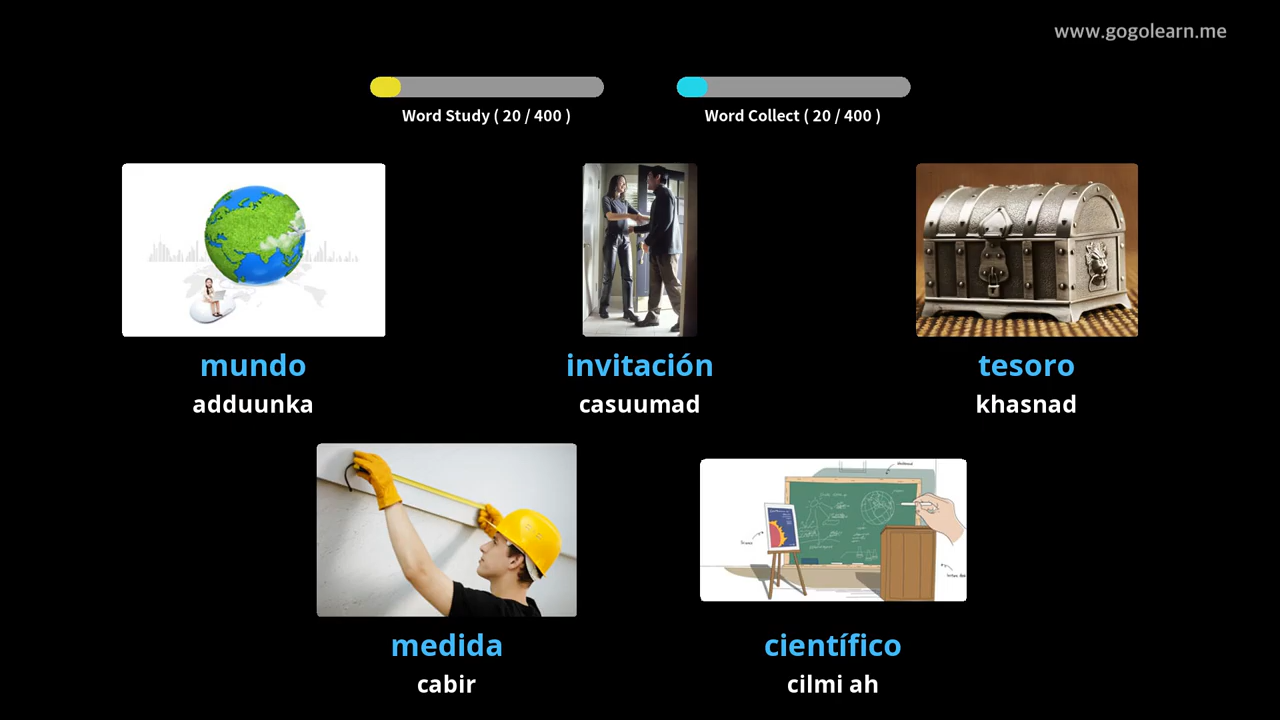 www.gogolearn.me
Word Study ( 20 / 400 )
Word Collect ( 20 / 400 )
mundo
adduunka
invitación
casuumad
tesoro
khasnad
medida
cabir
científico
cilmi ah